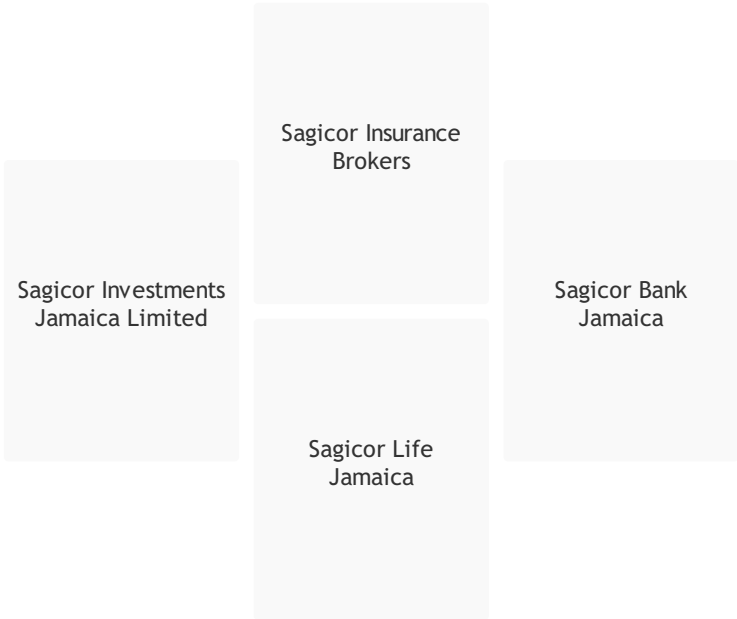 Sagicor Insurance
Brokers
Sagicor Investments
Jamaica Limited
Sagicor Bank
Jamaica
Sagicor Life
Jamaica